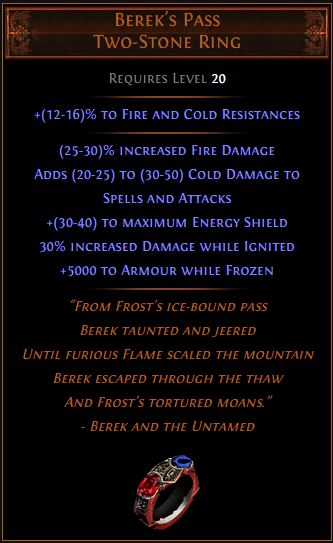 Berek's Pass
Two-Stone Ring
Requires Level 20
+(12-16)% to Fire and Cold Resistances
(25-30)% increased Fire Damage
Adds (20-25) to (30-50) Cold Damage to
Spells and Attacks
+(30-40) to maximum Energy Shield
30% increased Damage while Ignited
+5000 to Armour while Frozen
"From Frost's ice-bound pass
Berek taunted and jeered
Until furious Flame scaled the mountain
Berek escaped through the thaw
And Frost's tortured moans."
- Berek and the Untamed